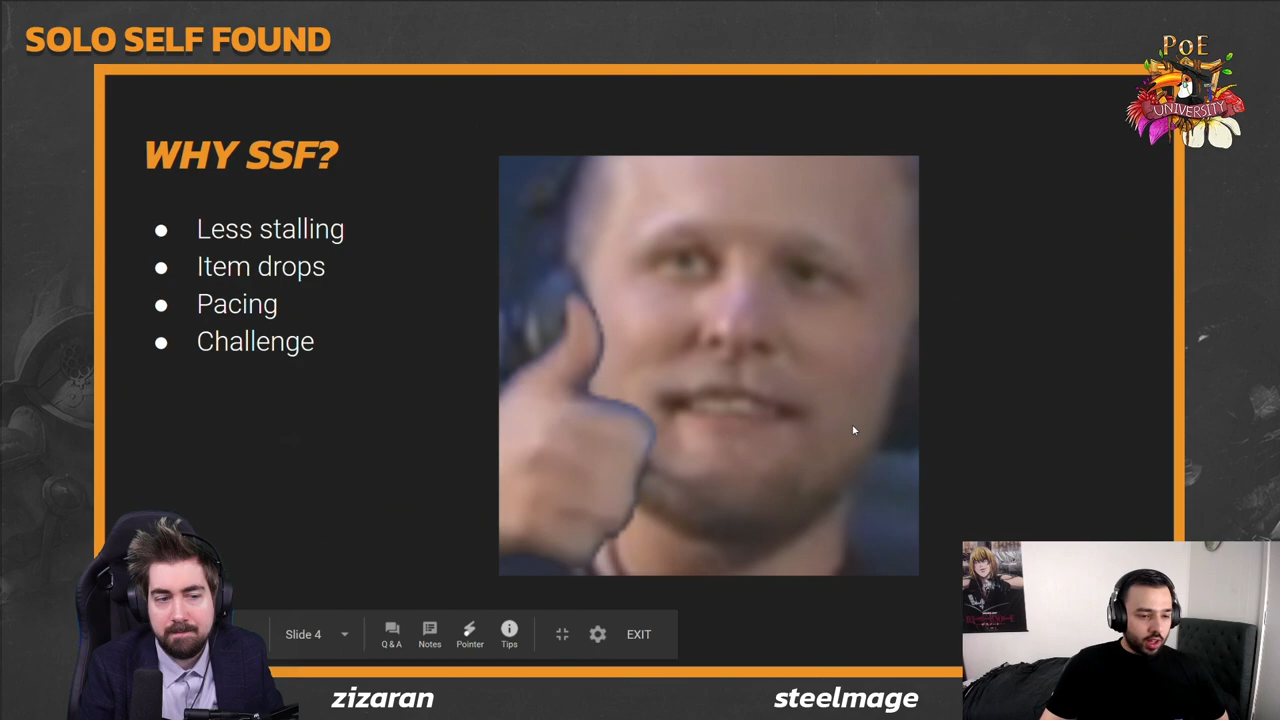 SOLO SELF FOUND
PoE
UNIVERSITY
WHY SSF?
Less stalling
Item drops
Pacing
Challenge
Slide 4
Q & A
Notes
Pointer
Tips
EXIT
zizaran
steelmage